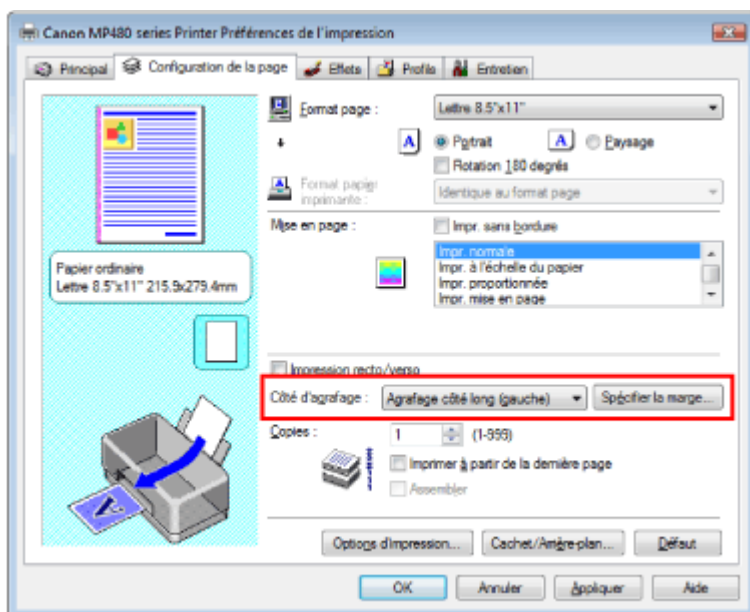 Canon MP480 series Printer Préférences de l'impression
Principal Configuration de la page Effets Profils Entretien
Format page : Lettre 8.5"x11"
A Portrait A Paysage
Rotation 180 degrés
Format papier imprimante : Identique au format page
Mise en page : Impr. sans bordure
Impr. normale
Impr. à l'échelle du papier
Impr. proportionnée
Impr. mise en page
Papier ordinaire
Lettre 8.5"x11" 215.9x279.4mm
Impression recto/verso
Côté d'agrafage : Agrafage côté long (gauche) Spécifier la marge...
Copies : 1 (1-999)
Imprimer à partir de la dernière page
Assembler
Options d'impression... Cachet/Arrière-plan... Défaut
OK Annuler Appliquer Aide